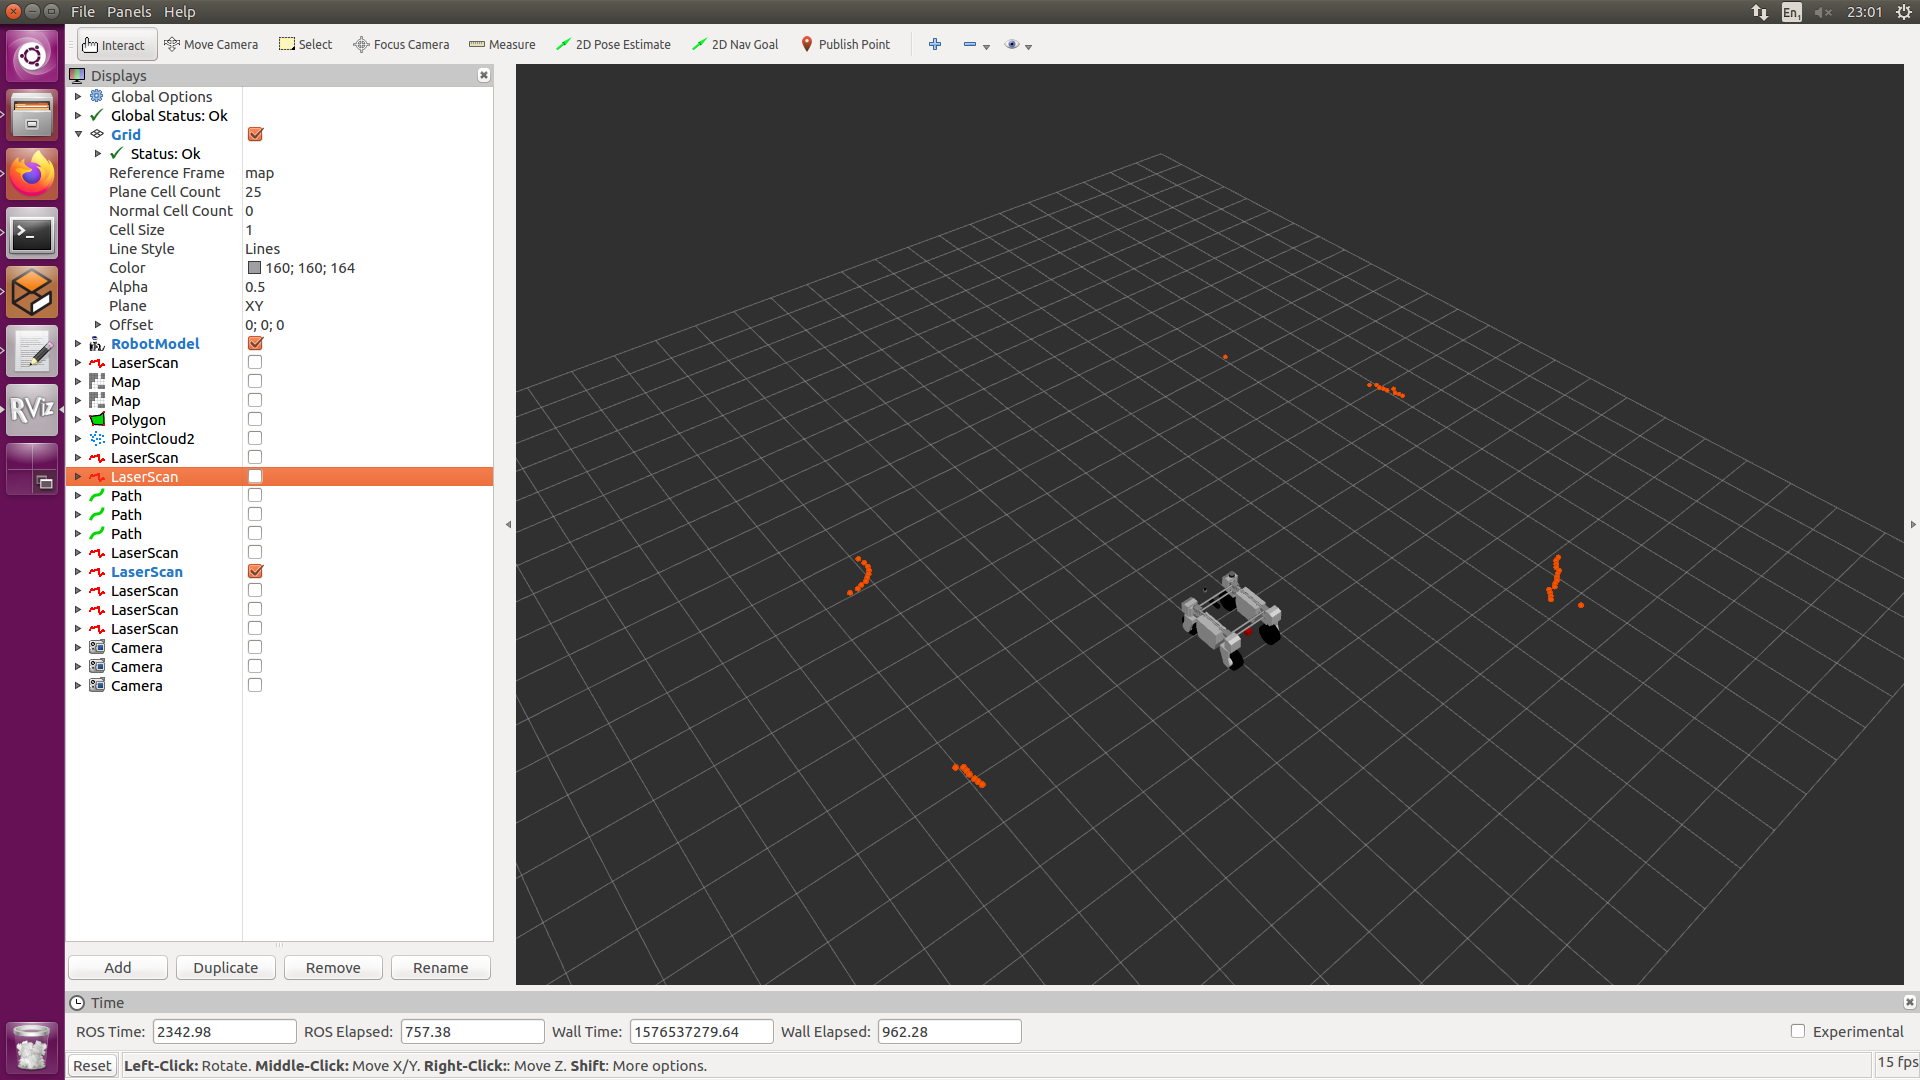 File Panels Help
En1 23:01
Interact Move Camera Select Focus Camera Measure 2D Pose Estimate 2D Nav Goal Publish Point
Displays
Global Options
Global Status: Ok
Grid
Status: Ok
Reference Frame map
Plane Cell Count 25
Normal Cell Count 0
Cell Size 1
Line Style Lines
Color 160; 160; 164
Alpha 0.5
Plane XY
Offset 0; 0; 0
RobotModel
LaserScan
Map
Map
Polygon
PointCloud2
LaserScan
LaserScan
Path
Path
Path
LaserScan
LaserScan
LaserScan
LaserScan
LaserScan
Camera
Camera
Camera
RViz
Add Duplicate Remove Rename
Time
ROS Time: 2342.98 ROS Elapsed: 757.38 Wall Time: 1576537279.64 Wall Elapsed: 962.28 Experimental
Reset Left-Click: Rotate. Middle-Click: Move X/Y. Right-Click:: Move Z. Shift: More options. 15 fps